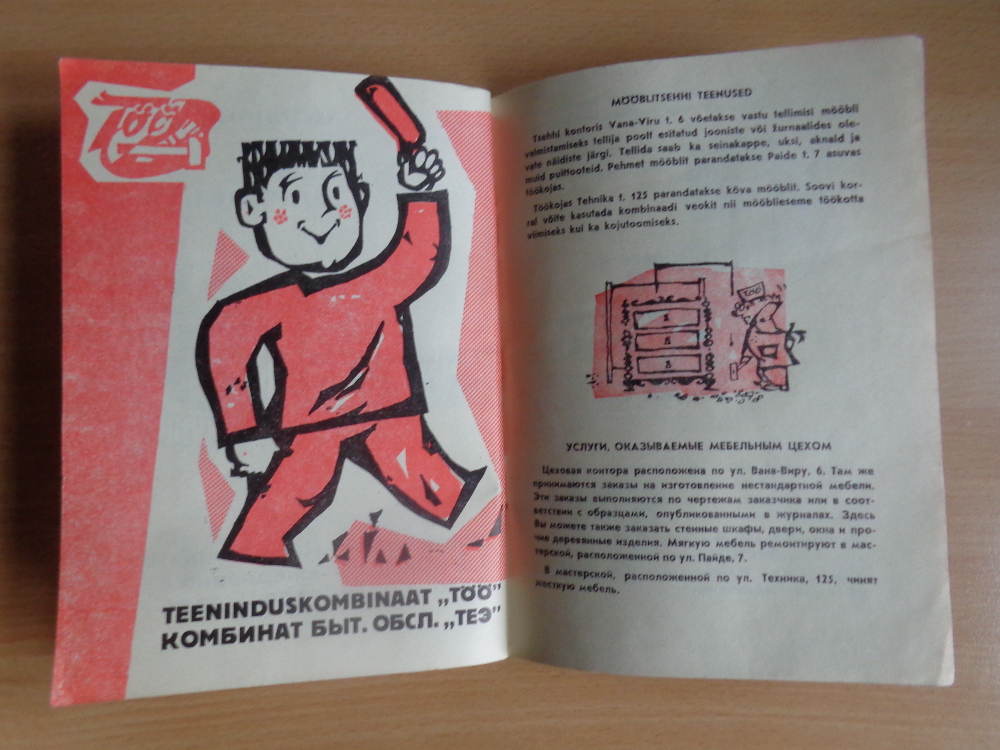 TÖÖ
TEENINDUSKOMBINAAT „TÖÖ"
КОМБИНАТ БЫТ. ОБСЛ. „ТЕЭ"
MÖÖBLITSEHHI TEENUSED
Tsehhi kontoris Vana-Viru t. 6 võetakse vastu tellimisi mööbli
valmistamiseks tellija poolt esitatud jooniste või žurnaalides ole-
vate näidiste järgi. Tellida saab ka seinakappe, uksi, aknaid ja
muid puittooteid. Pehmet mööblit parandatakse Paide t. 7 asuvas
töökojas.
Töökojas Tehnika t. 125 parandatakse kõva mööblit. Soovi kor-
ral võite kasutada kombinaadi veokit nii mööblieseme töökotta
viimiseks kui ka kojutoomiseks.
TÖÖ
УСЛУГИ, ОКАЗЫВАЕМЫЕ МЕБЕЛЬНЫМ ЦЕХОМ
Цеховая контора расположена по ул. Вана-Виру, 6. Там же
принимаются заказы на изготовление нестандартной мебели.
Эти заказы выполняются по чертежам заказчика или в соот-
ветствии с образцами, опубликованными в журналах. Здесь
Вы можете также заказать стенные шкафы, двери, окна и про-
чие деревянные изделия. Мягкую мебель ремонтируют в мас-
терской, расположенной по ул. Пайде, 7.
В мастерской, расположенной по ул. Техника, 125, чинят
жесткую мебель.